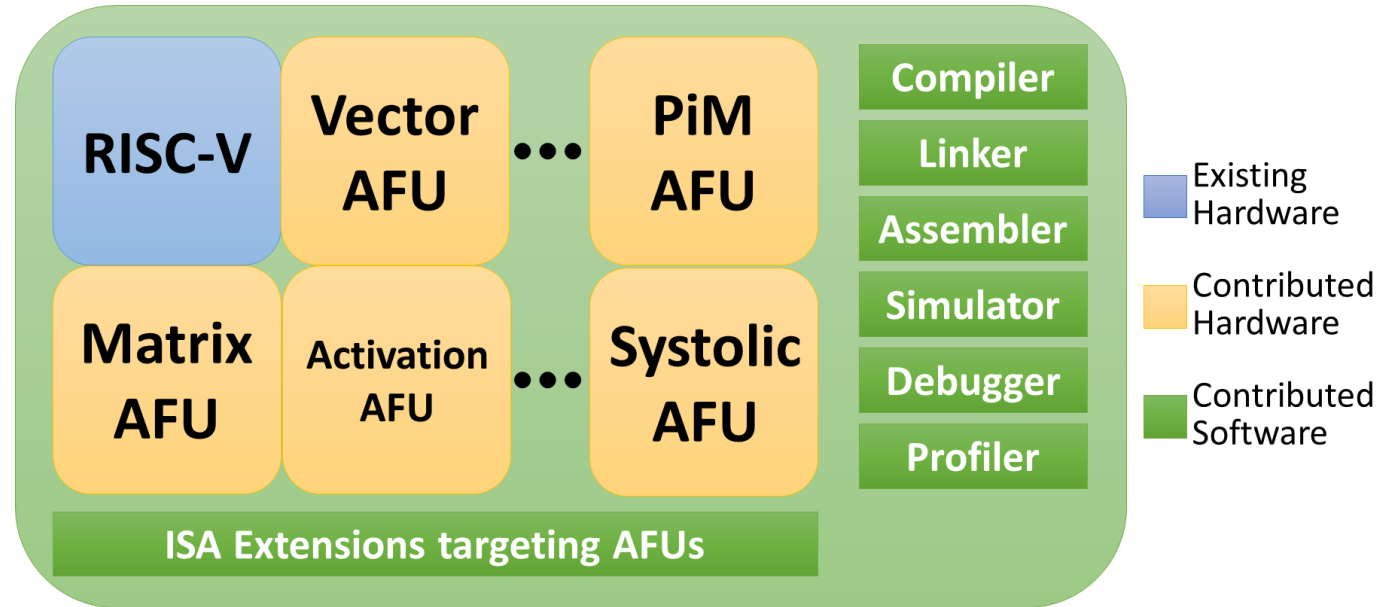 RISC-V
Vector
AFU
•••
PiM
AFU
Matrix
AFU
Activation
AFU
•••
Systolic
AFU
ISA Extensions targeting AFUs
Compiler
Linker
Assembler
Simulator
Debugger
Profiler
Existing
Hardware
Contributed
Hardware
Contributed
Software